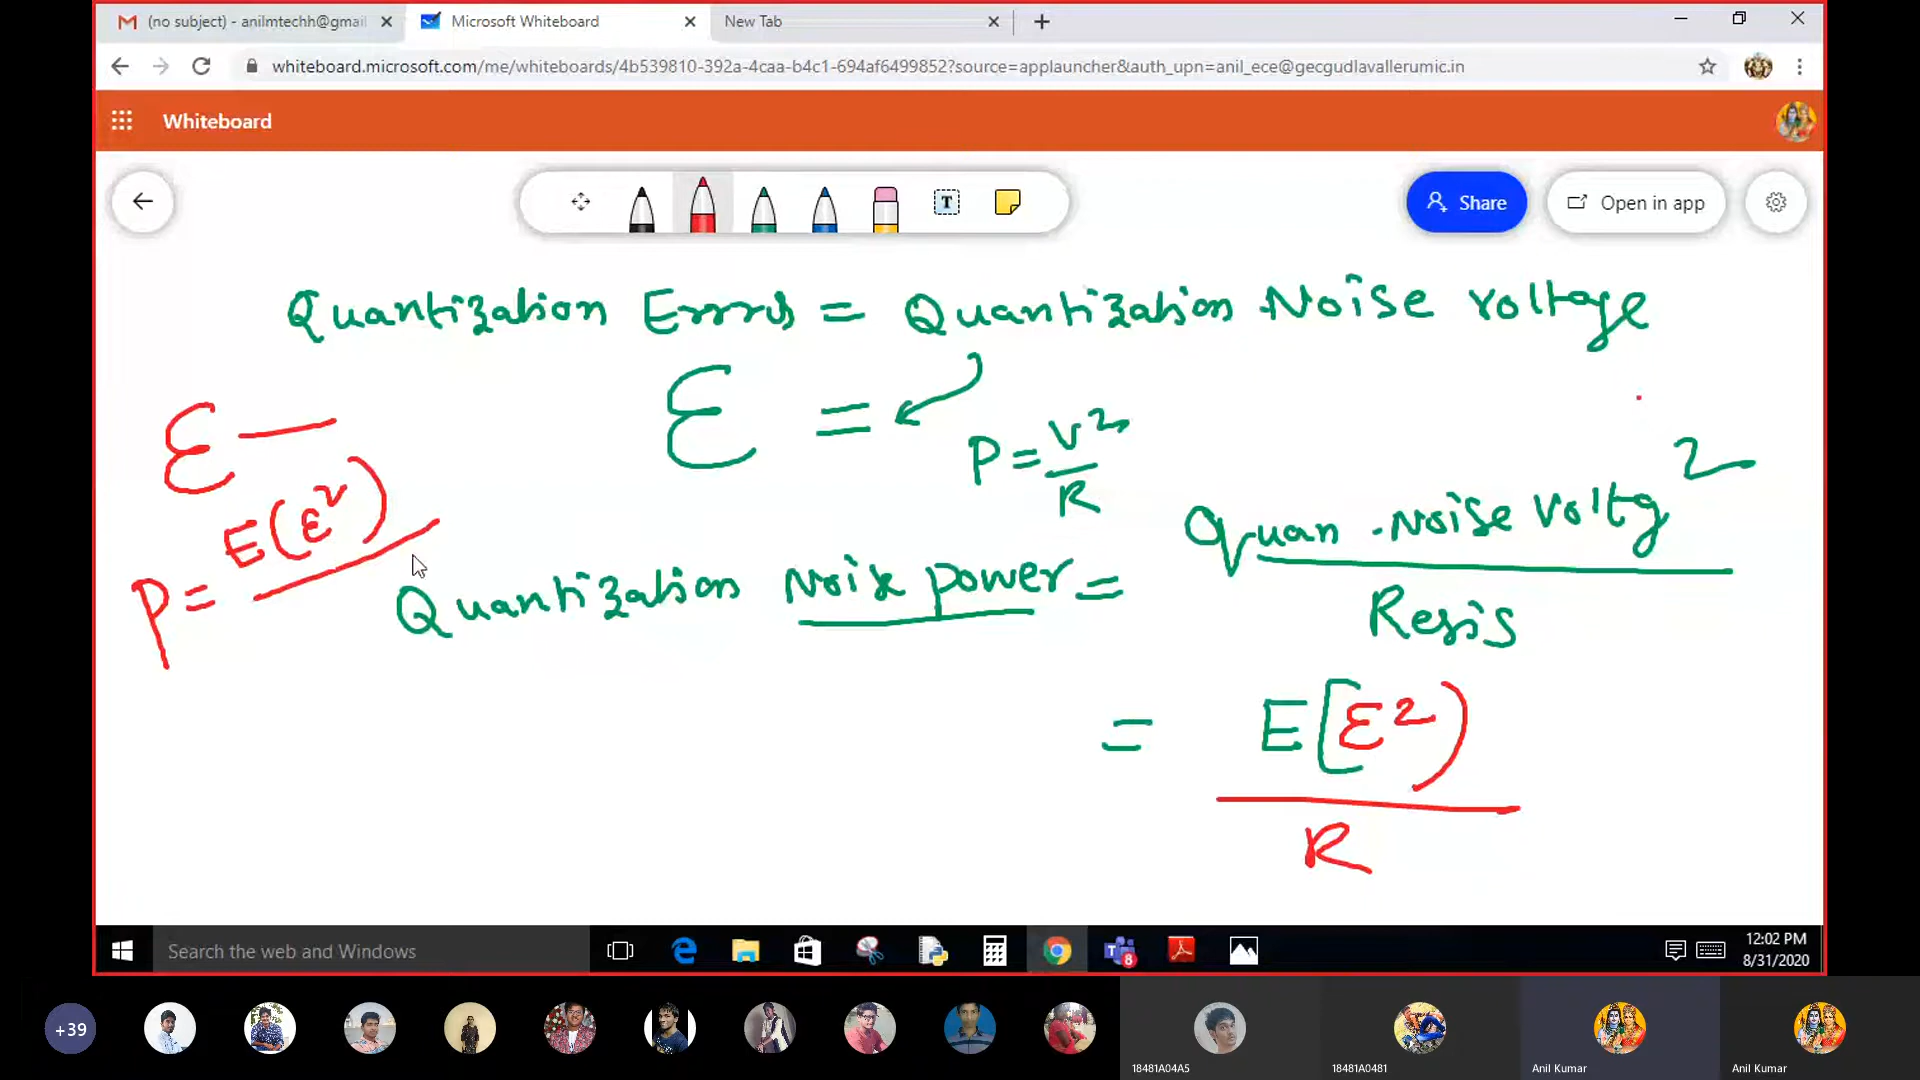 (no subject) - anilmtechh@gmai
Microsoft Whiteboard
New Tab
whiteboard.microsoft.com/me/whiteboards/4b539810-392a-4caa-b4c1-694af6499852?source=applauncher&auth_upn=anil_ece@gecgudlavallerumic.in
Whiteboard
T
Share
Open in app
Quantization Errors = Quantization Noise voltage
ε =
P = V²/R
ε —
P = E(ε²)
Quantization Noise power = Quan. Noise Voltg² / Resis
= E[ε²) / R
Search the web and Windows
8
12:02 PM
8/31/2020
+39
18481A04A5
18481A0481
Anil Kumar
Anil Kumar